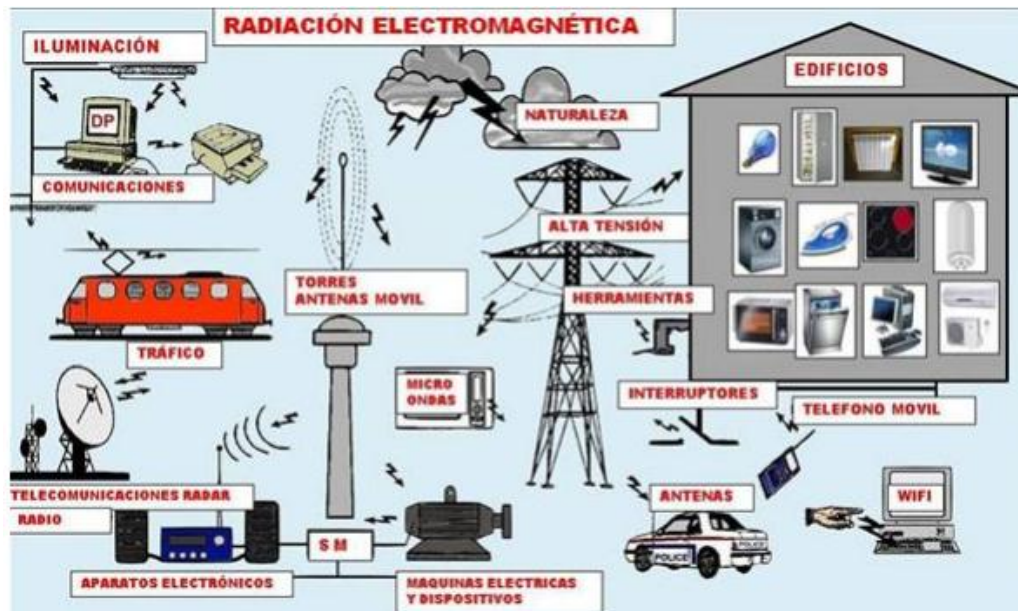 RADIACIÓN ELECTROMAGNÉTICA
ILUMINACIÓN
EDIFICIOS
NATURALEZA
DP
COMUNICACIONES
ALTA TENSIÓN
TORRES
ANTENAS MOVIL
HERRAMIENTAS
TRÁFICO
MICRO
ONDAS
INTERRUPTORES
TELEFONO MOVIL
TELECOMUNICACIONES RADAR
ANTENAS
WIFI
RADIO
S M
POLICE
POLICE
APARATOS ELECTRÓNICOS
MAQUINAS ELECTRICAS
Y DISPOSITIVOS